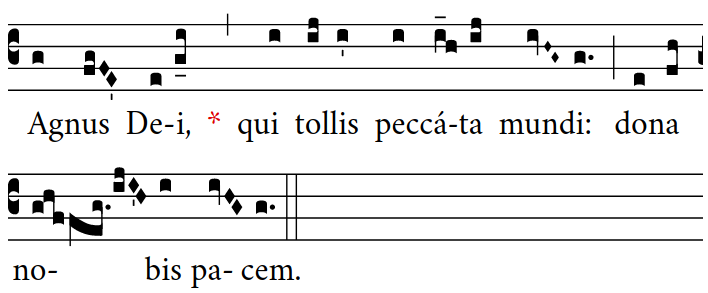 Agnus De-i, * qui tollis peccá-ta mundi: dona
no- bis pa- cem.